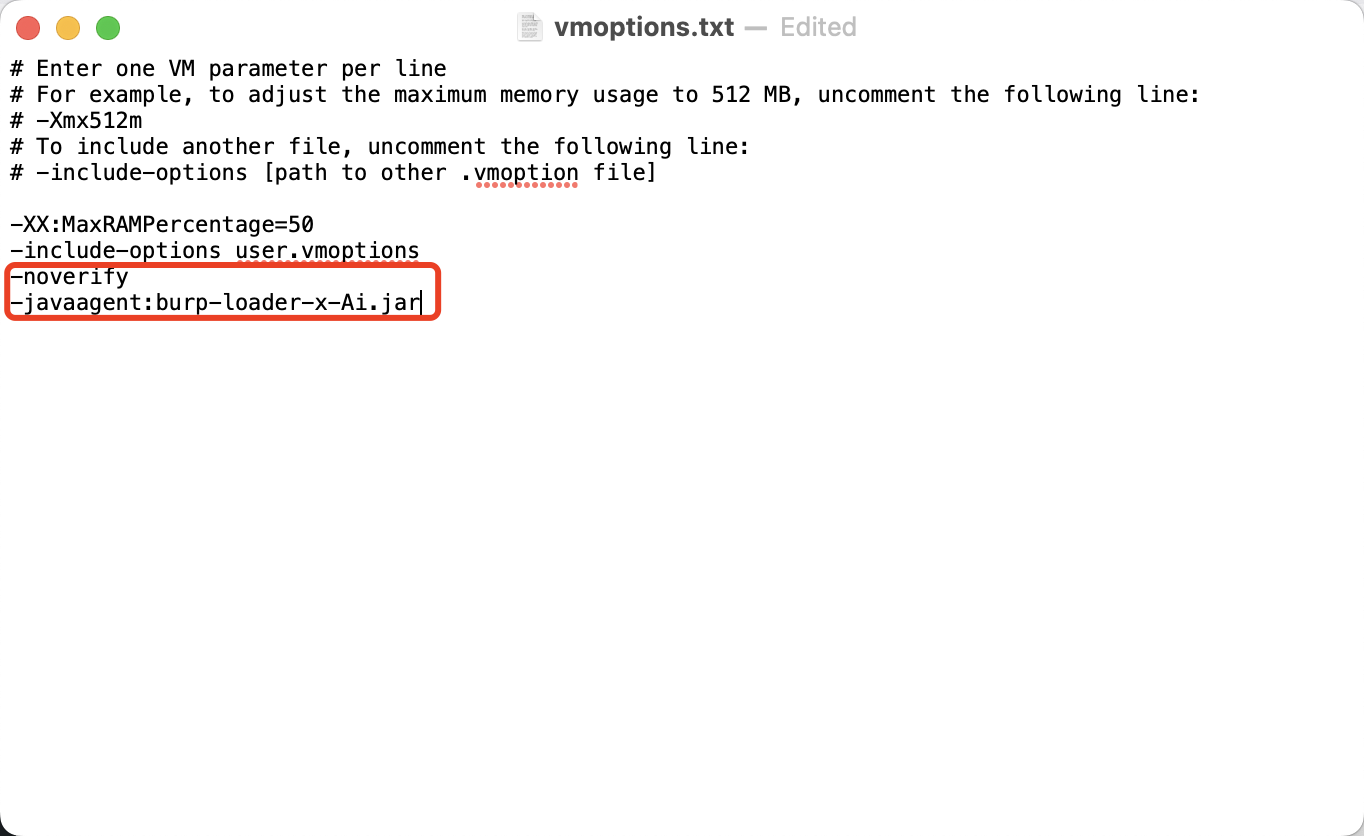 vmoptions.txt — Edited
# Enter one VM parameter per line
# For example, to adjust the maximum memory usage to 512 MB, uncomment the following line:
# -Xmx512m
# To include another file, uncomment the following line:
# -include-options [path to other .vmoption file]
-XX:MaxRAMPercentage=50
-include-options user.vmoptions
-noverify
-javaagent:burp-loader-x-Ai.jar